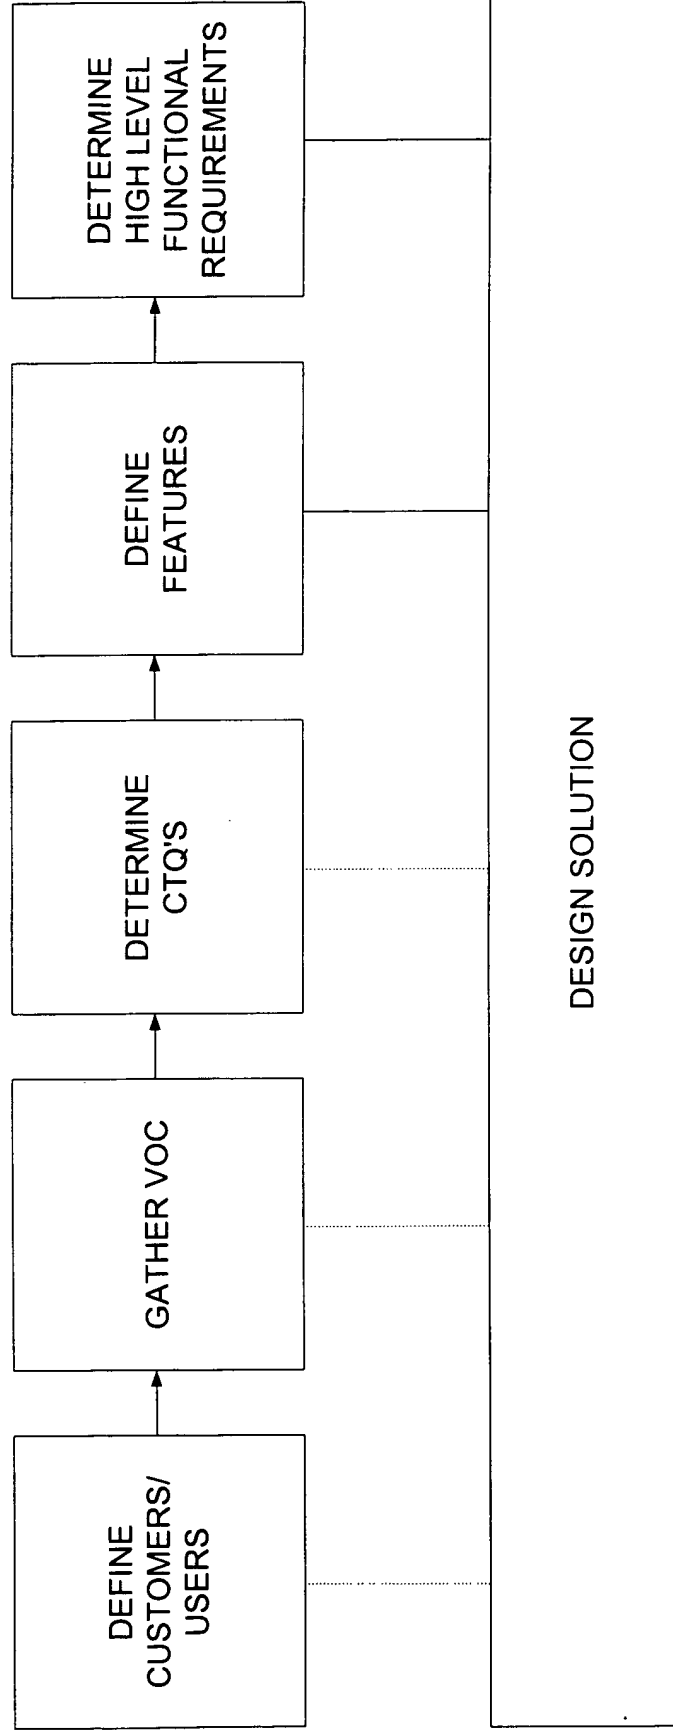 DEFINE
CUSTOMERS/
USERS
GATHER VOC
DETERMINE
CTQ'S
DEFINE
FEATURES
DETERMINE
HIGH LEVEL
FUNCTIONAL
REQUIREMENTS
DESIGN SOLUTION